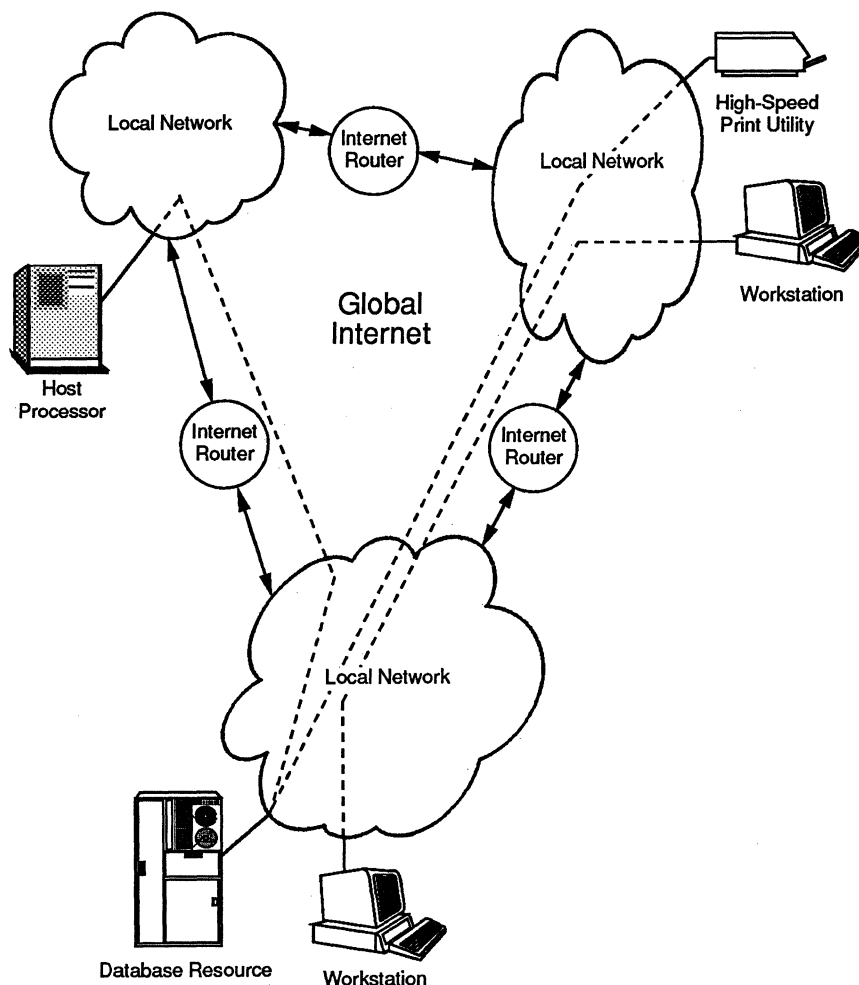 Local Network
Internet
Router
High-Speed
Print Utility
Local Network
Workstation
Global
Internet
Host
Processor
Internet
Router
Internet
Router
Local Network
Database Resource
Workstation